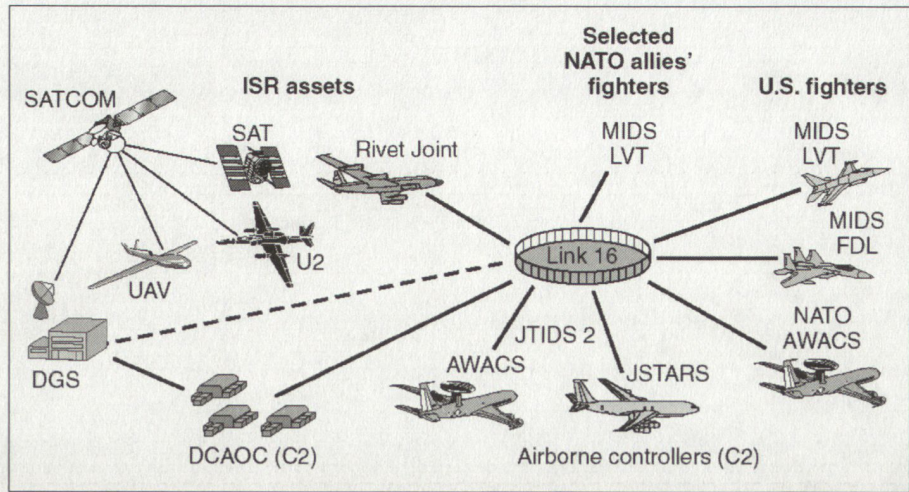 Selected
NATO allies'
fighters
ISR assets
U.S. fighters
SATCOM
SAT
Rivet Joint
MIDS
LVT
MIDS
LVT
MIDS
FDL
Link 16
U2
UAV
DGS
JTIDS 2
NATO
AWACS
AWACS
JSTARS
DCAOC (C2)
Airborne controllers (C2)